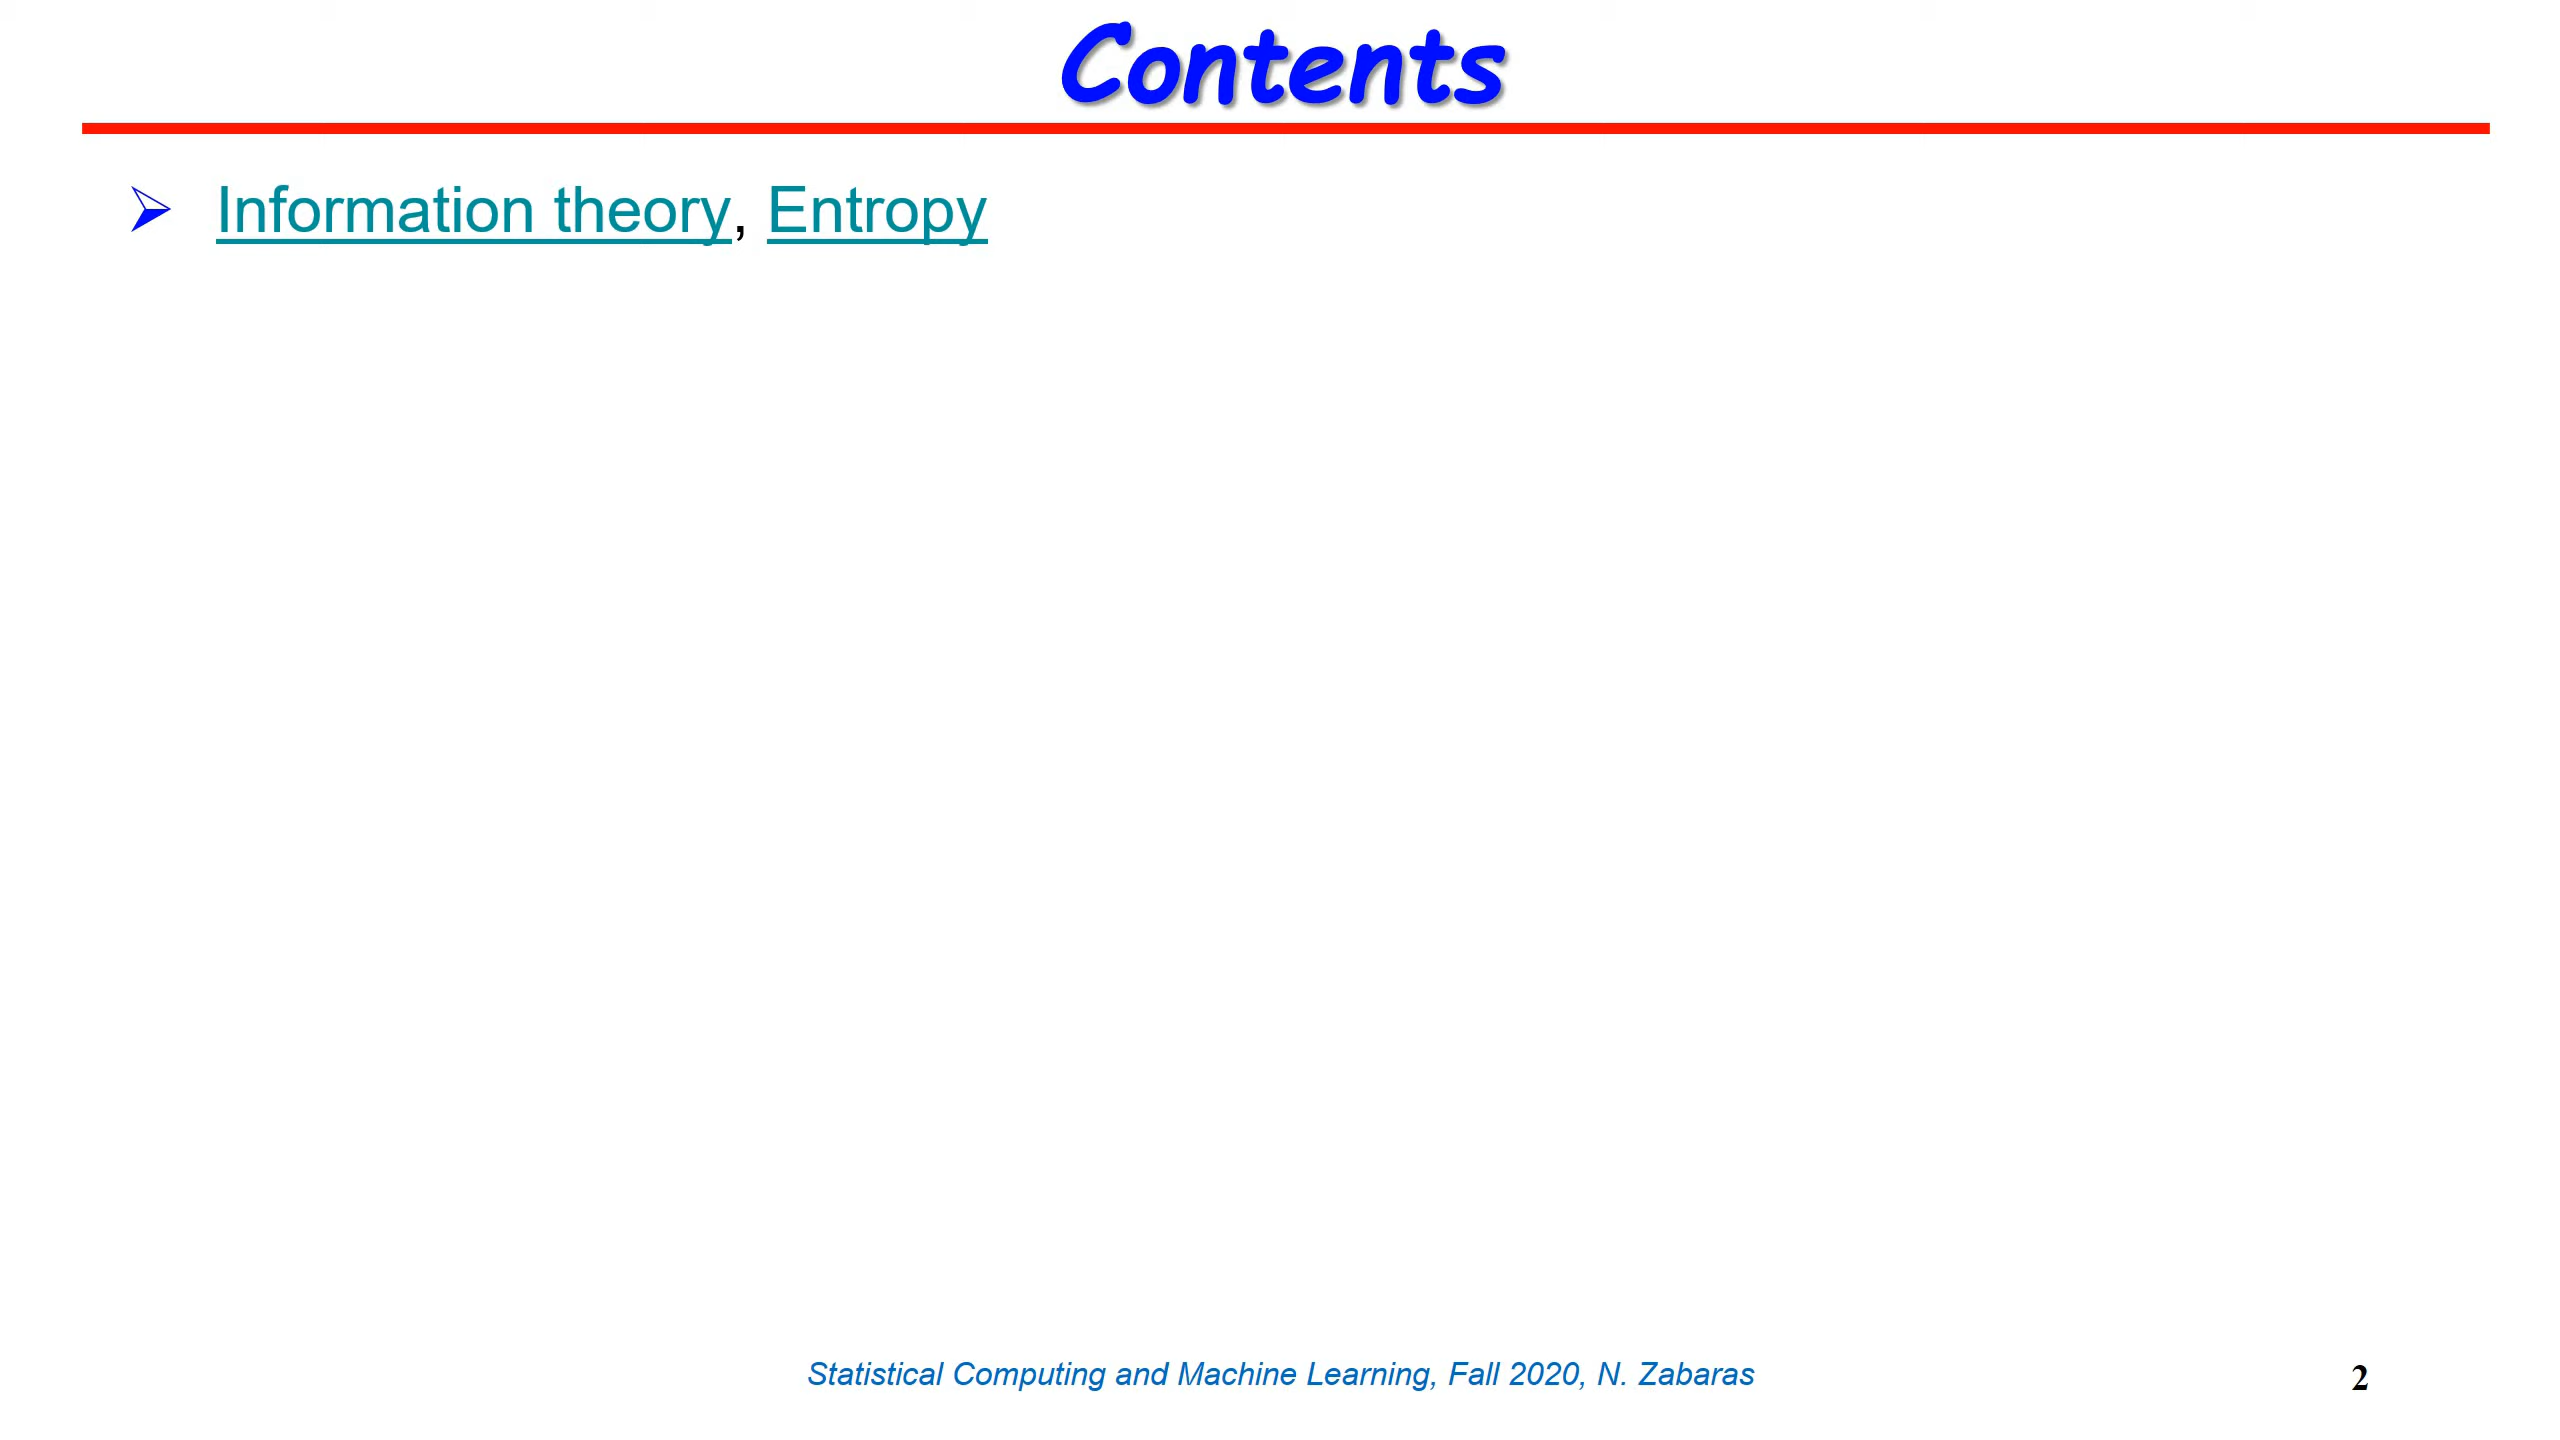 Contents
Information theory, Entropy
Statistical Computing and Machine Learning, Fall 2020, N. Zabaras
2